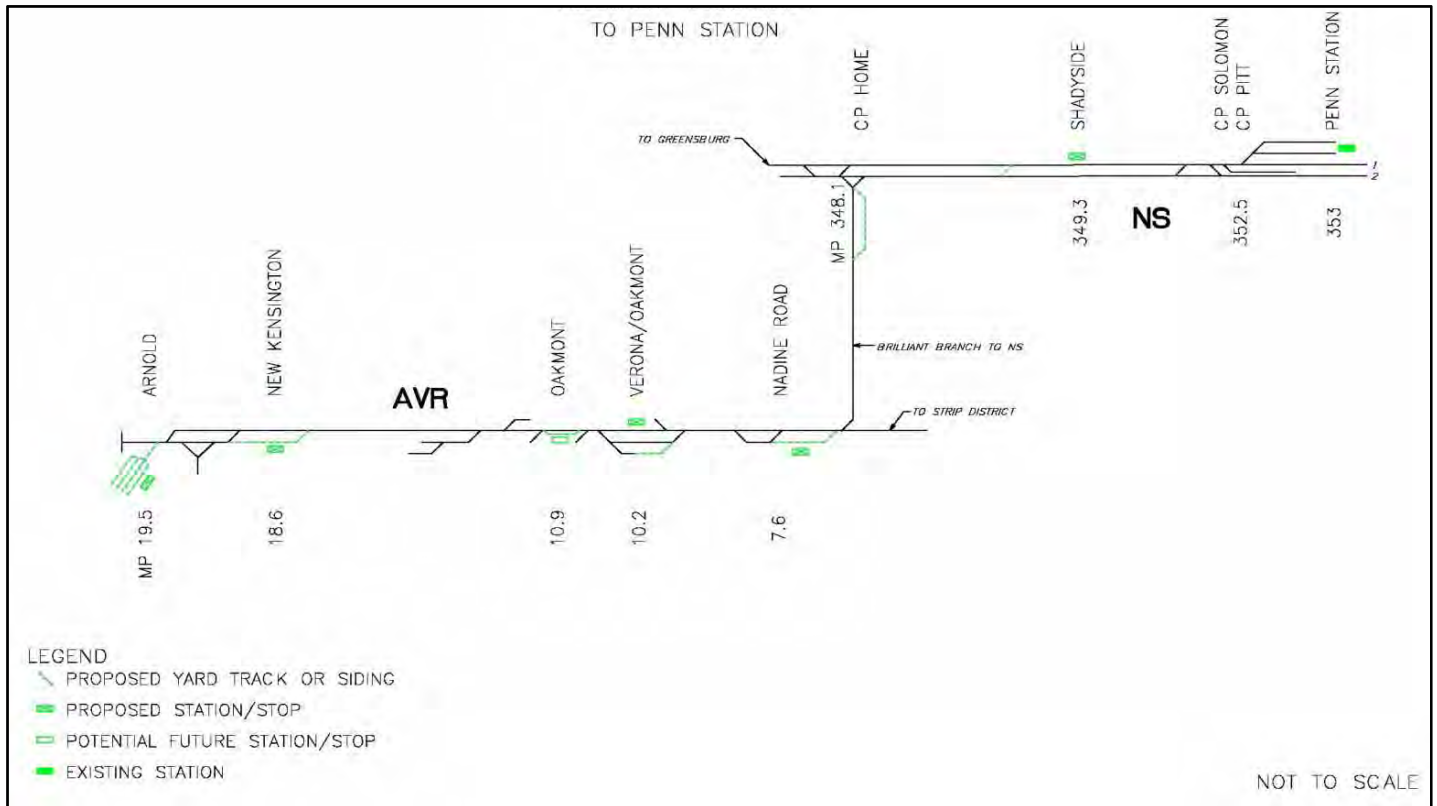 TO PENN STATION
CP HOME
SHADYSIDE
CP SOLOMON
CP PITT
PENN STATION
TO GREENSBURG
1
2
MP 348.1
349.3
NS
352.5
353
ARNOLD
NEW KENSINGTON
AVR
OAKMONT
VERONA/OAKMONT
NADINE ROAD
BRILLIANT BRANCH TO NS
TO STRIP DISTRICT
MP 19.5
18.6
10.9
10.2
7.6
LEGEND
PROPOSED YARD TRACK OR SIDING
PROPOSED STATION/STOP
POTENTIAL FUTURE STATION/STOP
EXISTING STATION
NOT TO SCALE